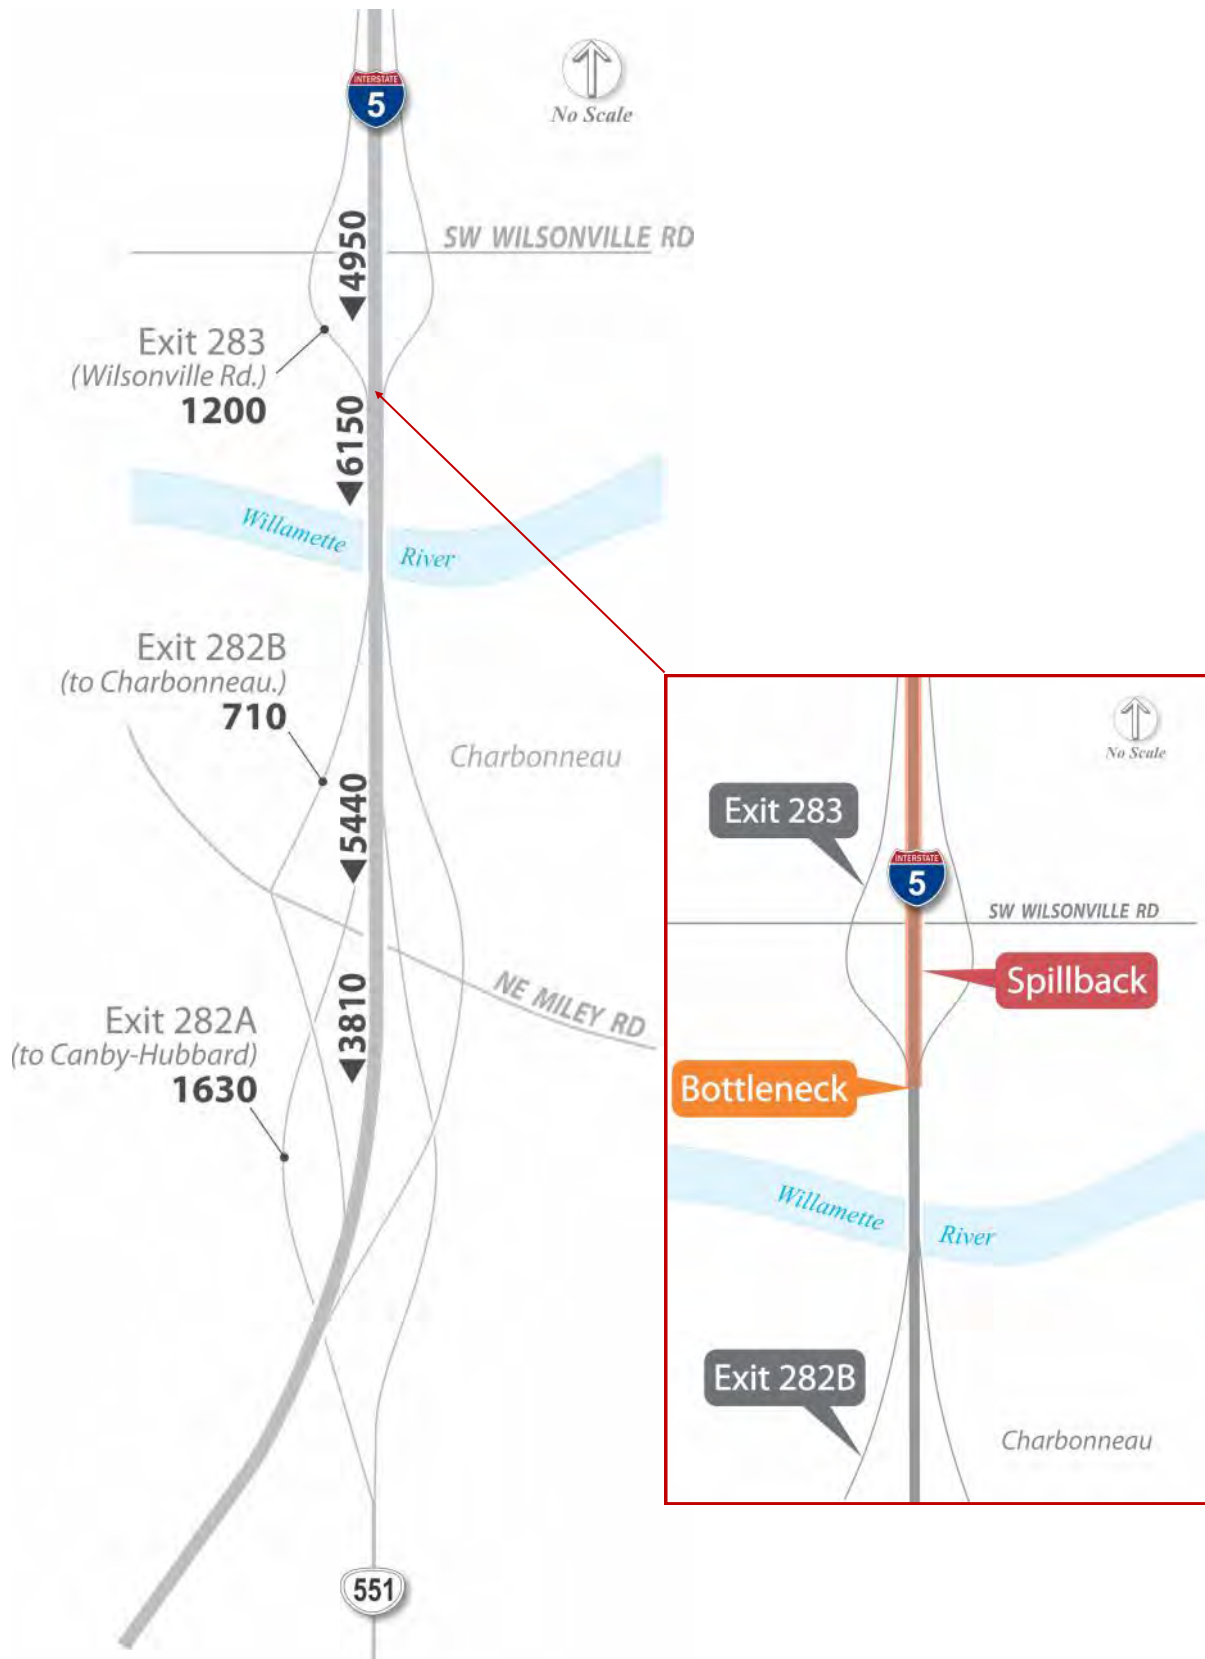 INTERSTATE
5
No Scale
◀4950
SW WILSONVILLE RD
Exit 283
(Wilsonville Rd.)
1200
◀6150
Willamette River
Exit 282B
(to Charbonneau.)
710
Charbonneau
◀5440
NE MILEY RD
◀3810
Exit 282A
(to Canby-Hubbard)
1630
551
No Scale
Exit 283
INTERSTATE
5
SW WILSONVILLE RD
Spillback
Bottleneck
Willamette River
Exit 282B
Charbonneau